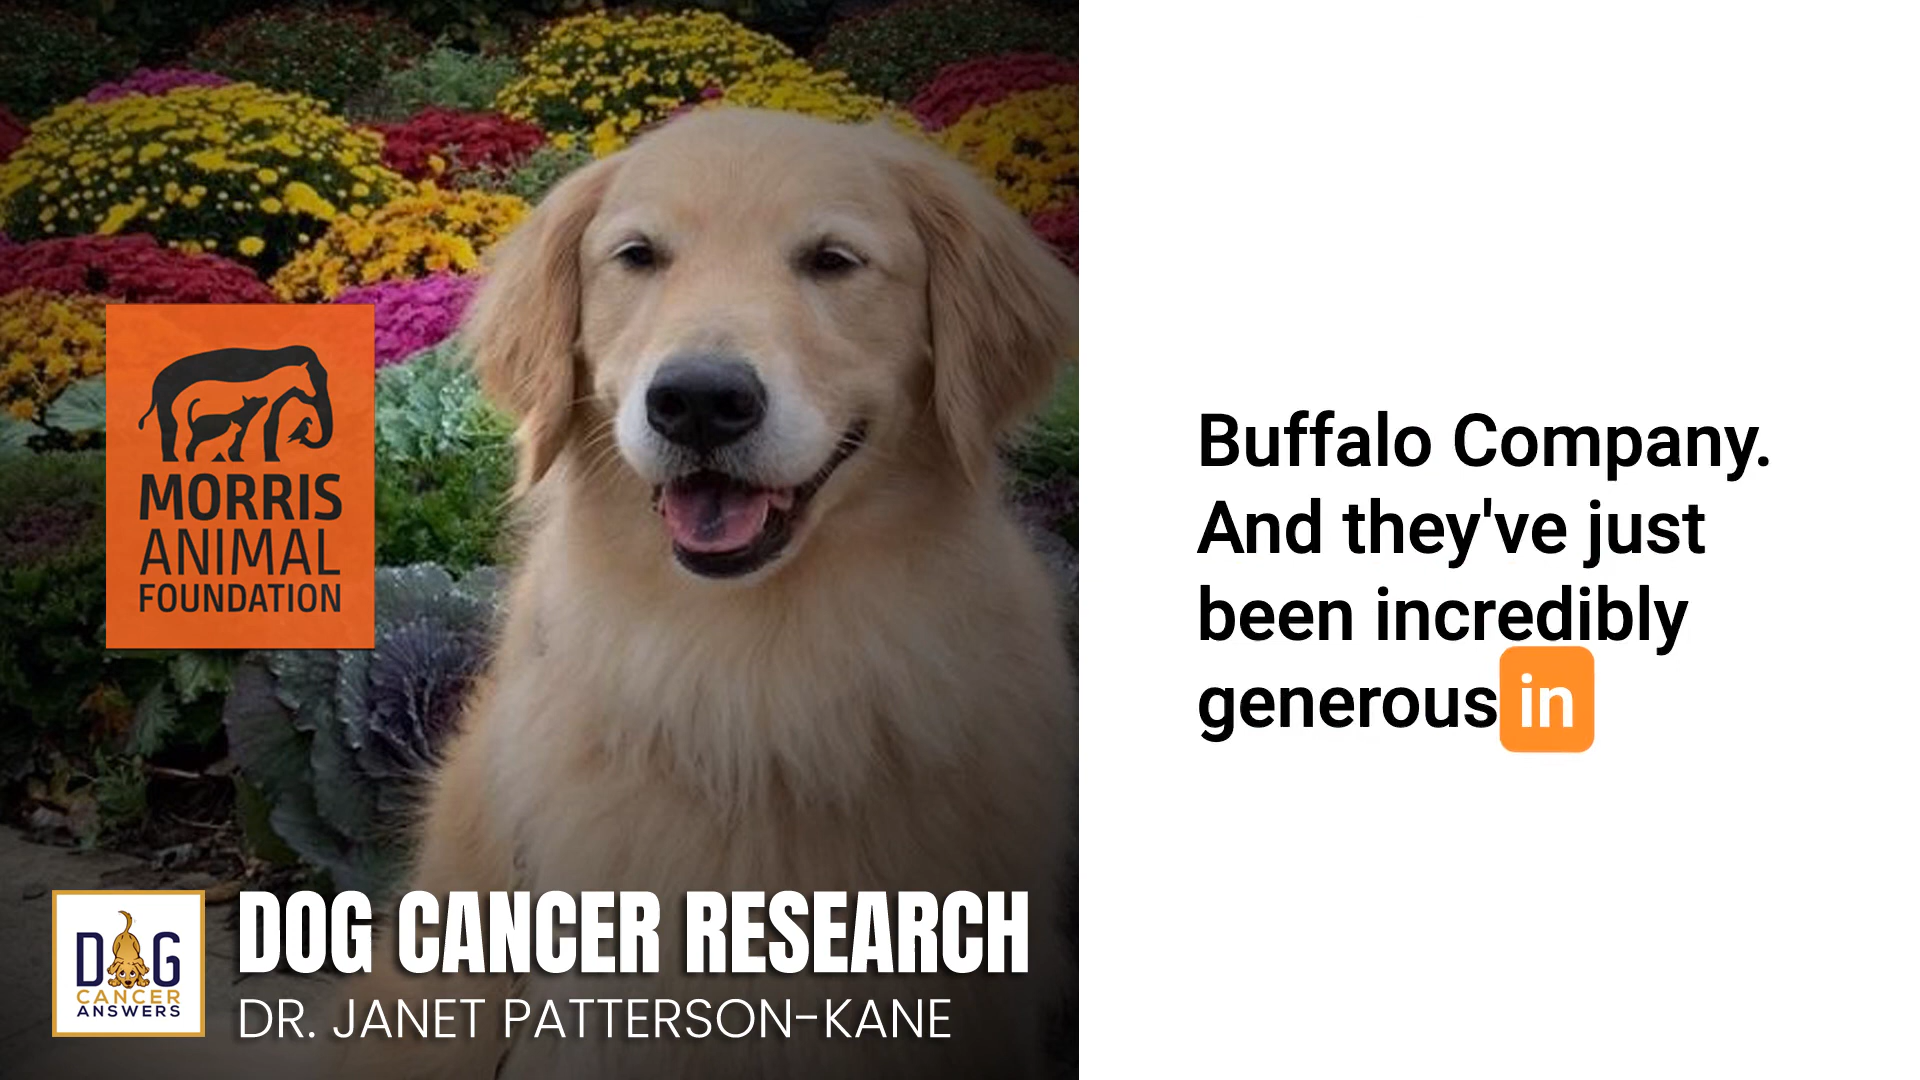 MORRIS
ANIMAL
FOUNDATION
DOG
CANCER
ANSWERS
DOG CANCER RESEARCH
DR. JANET PATTERSON-KANE
Buffalo Company.
And they've just
been incredibly
generous in